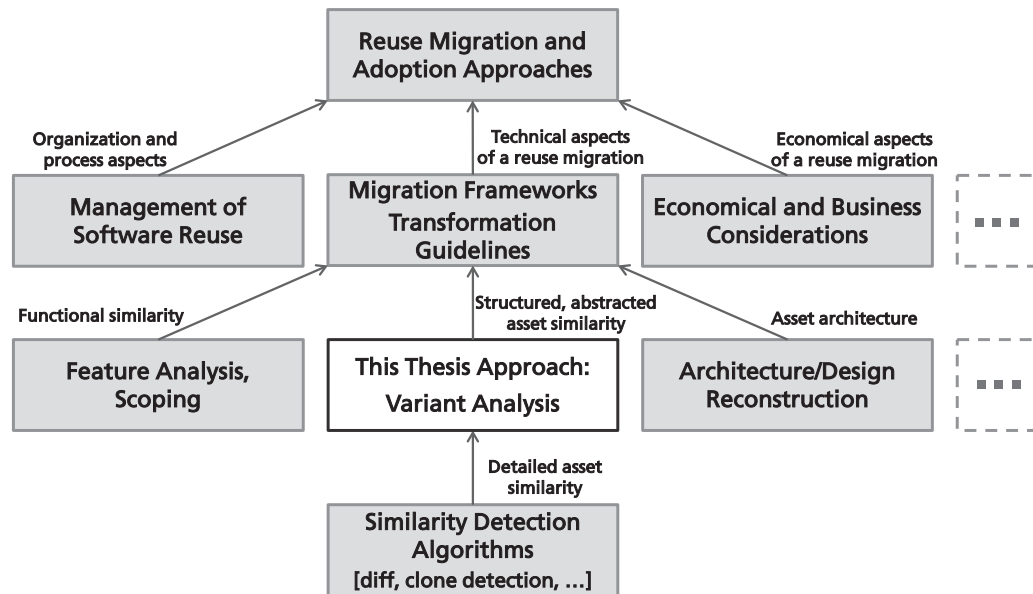 Reuse Migration and
Adoption Approaches
Organization and
process aspects
Technical aspects
of a reuse migration
Economical aspects
of a reuse migration
Management of
Software Reuse
Migration Frameworks
Transformation
Guidelines
Economical and Business
Considerations
...
Functional similarity
Structured, abstracted
asset similarity
Asset architecture
Feature Analysis,
Scoping
This Thesis Approach:
Variant Analysis
Architecture/Design
Reconstruction
...
Detailed asset
similarity
Similarity Detection
Algorithms
[diff, clone detection, ...]